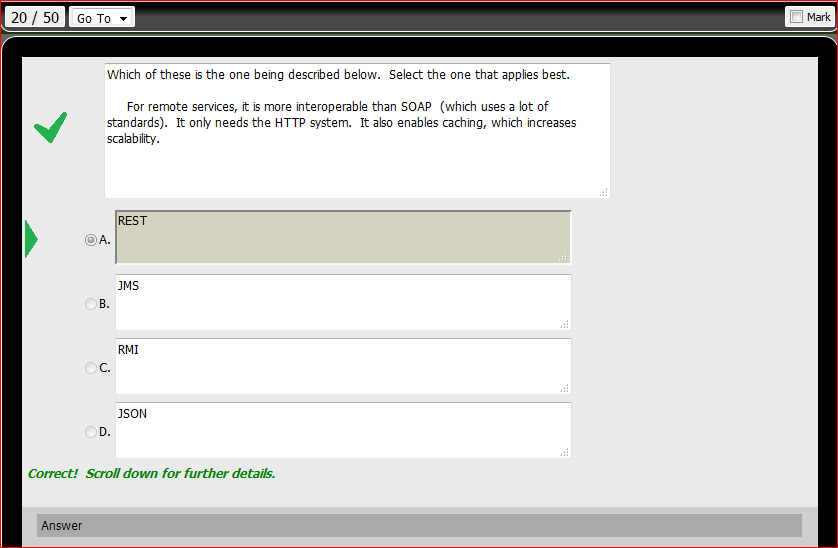 20 / 50 Go To Mark
Which of these is the one being described below. Select the one that applies best.
For remote services, it is more interoperable than SOAP (which uses a lot of
standards). It only needs the HTTP system. It also enables caching, which increases
scalability.
A. REST
B. JMS
C. RMI
D. JSON
Correct! Scroll down for further details.
Answer